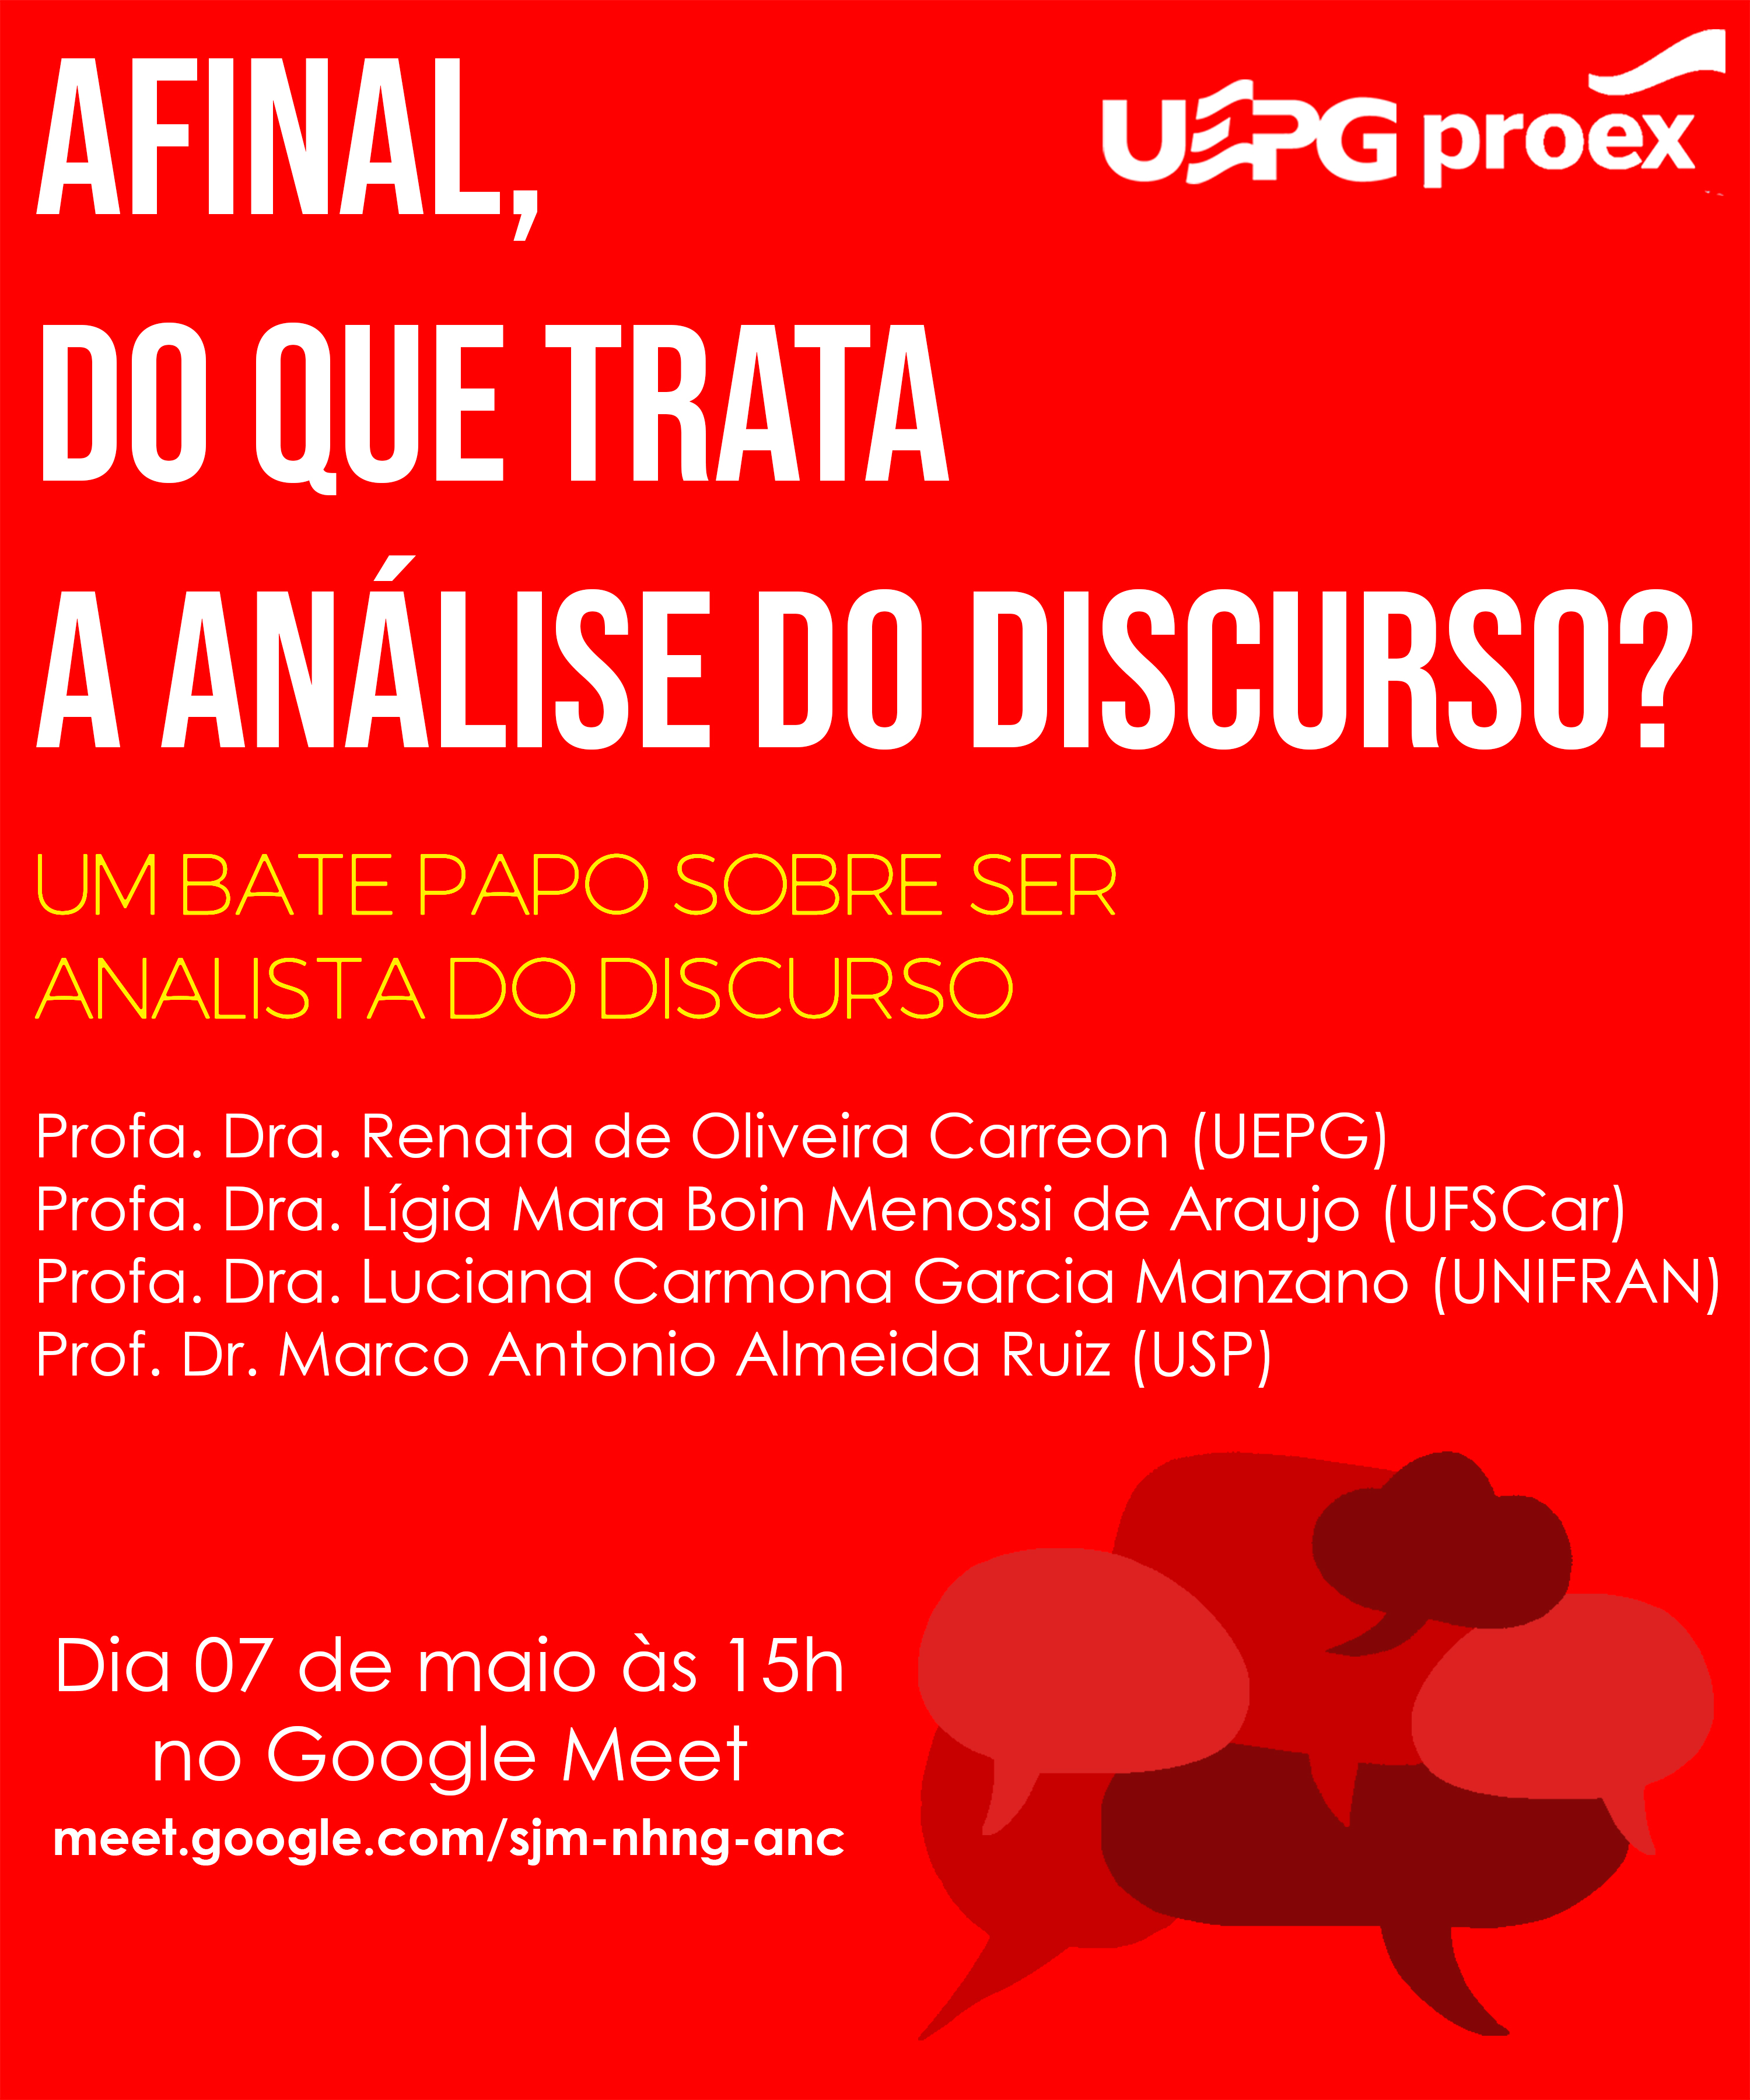 AFINAL,
UEPG proex
DO QUE TRATA
A ANÁLISE DO DISCURSO?
UM BATE PAPO SOBRE SER
ANALISTA DO DISCURSO
Profa. Dra. Renata de Oliveira Carreon (UEPG)
Profa. Dra. Lígia Mara Boin Menossi de Araujo (UFSCar)
Profa. Dra. Luciana Carmona Garcia Manzano (UNIFRAN)
Prof. Dr. Marco Antonio Almeida Ruiz (USP)
Dia 07 de maio às 15h
no Google Meet
meet.google.com/sjm-nhng-anc